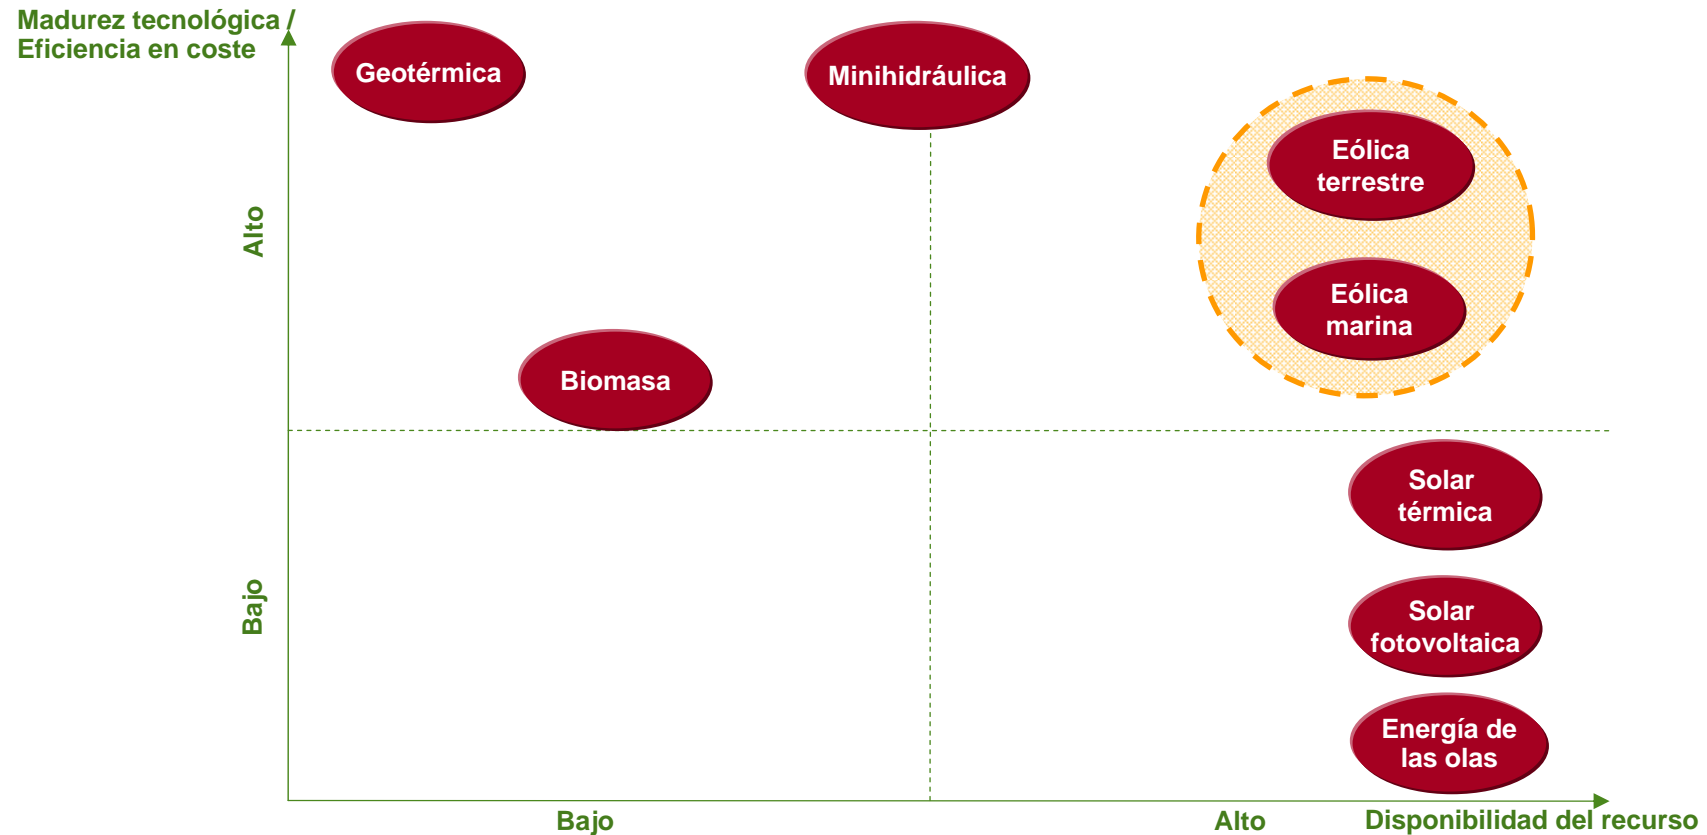 Madurez tecnológica /
Eficiencia en coste
Geotérmica
Minihidráulica
Eólica
terrestre
Alto
Eólica
marina
Biomasa
Solar
térmica
Bajo
Solar
fotovoltaica
Energía de
las olas
Bajo
Alto
Disponibilidad del recurso